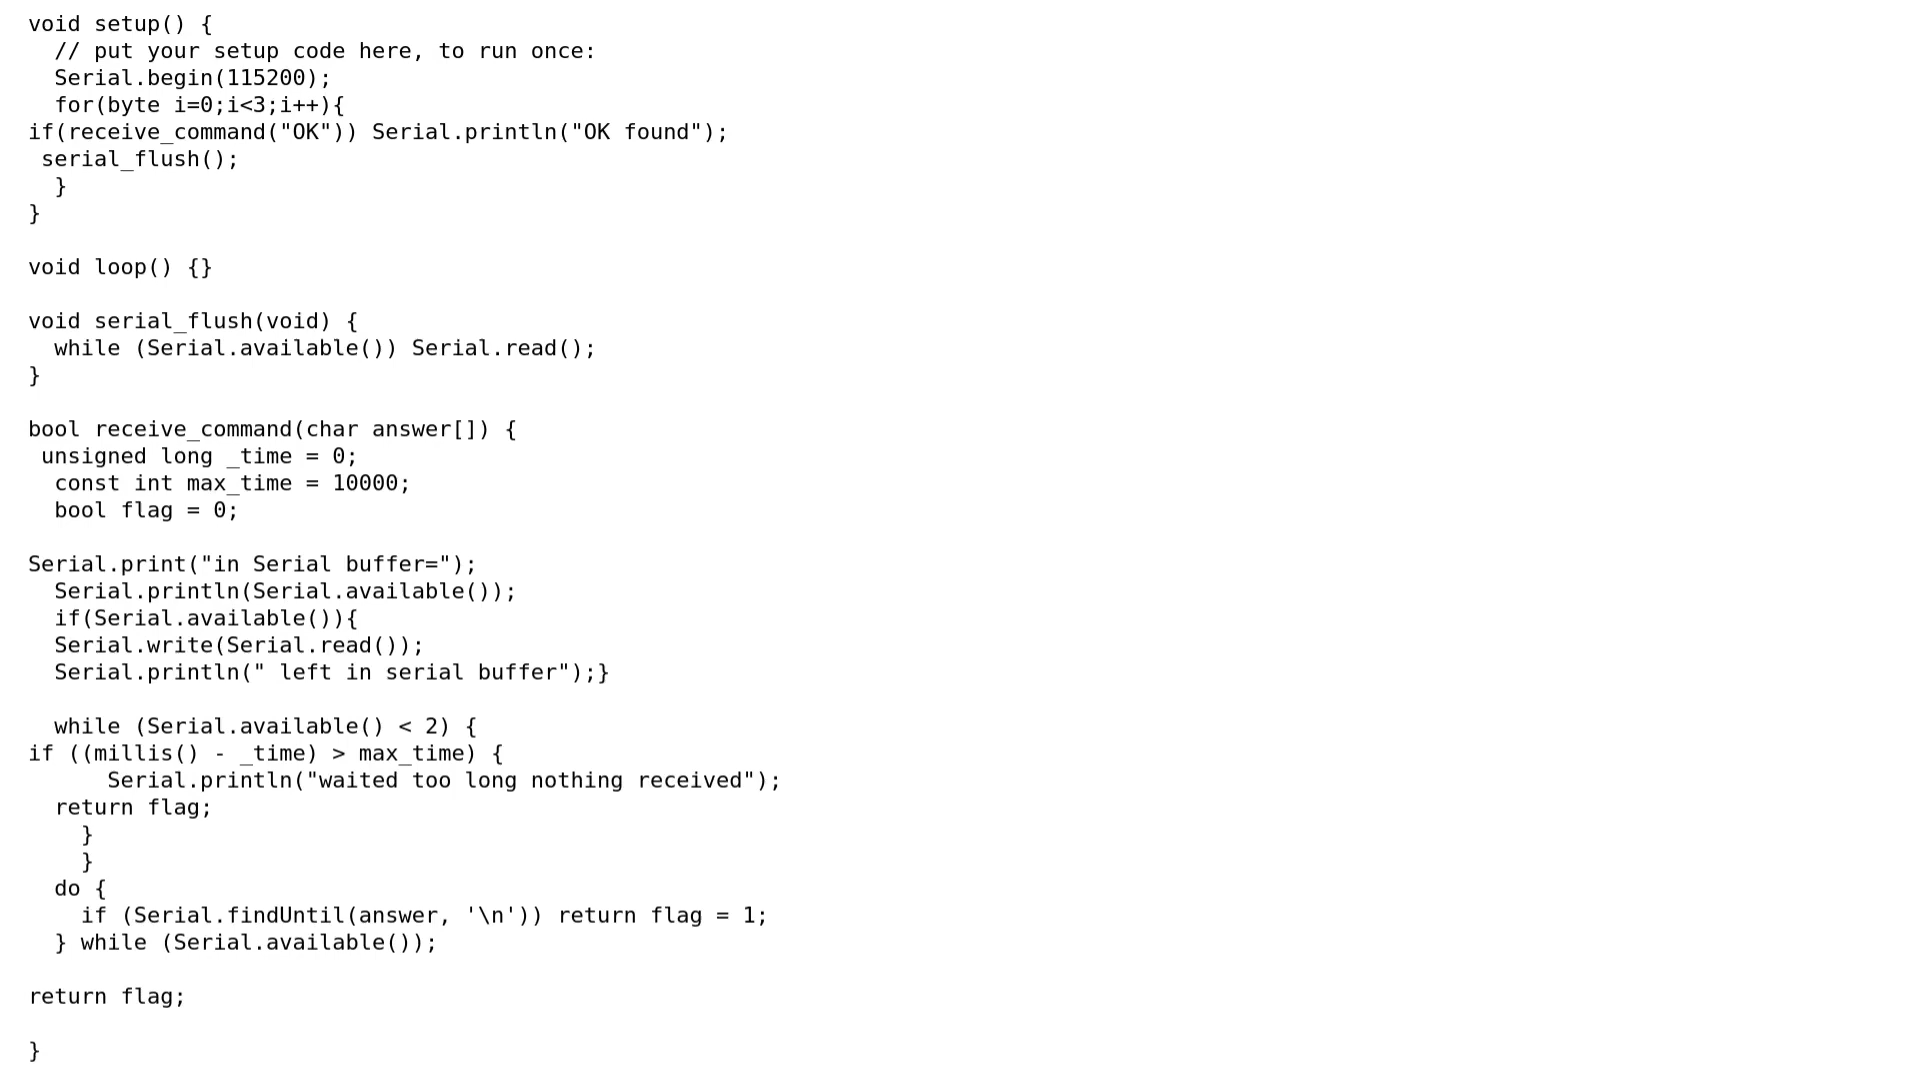 void setup() {
  // put your setup code here, to run once:
  Serial.begin(115200);
  for(byte i=0;i<3;i++){
if(receive_command("OK")) Serial.println("OK found");
 serial_flush();
  }
}

void loop() {}

void serial_flush(void) {
  while (Serial.available()) Serial.read();
}

bool receive_command(char answer[]) {
 unsigned long _time = 0;
  const int max_time = 10000;
  bool flag = 0;

Serial.print("in Serial buffer=");
  Serial.println(Serial.available());
  if(Serial.available()){
  Serial.write(Serial.read());
  Serial.println(" left in serial buffer");}

  while (Serial.available() < 2) {
if ((millis() - _time) > max_time) {
      Serial.println("waited too long nothing received");
  return flag;
    }
    }
  do {
    if (Serial.findUntil(answer, '\n')) return flag = 1;
  } while (Serial.available());

return flag;

}